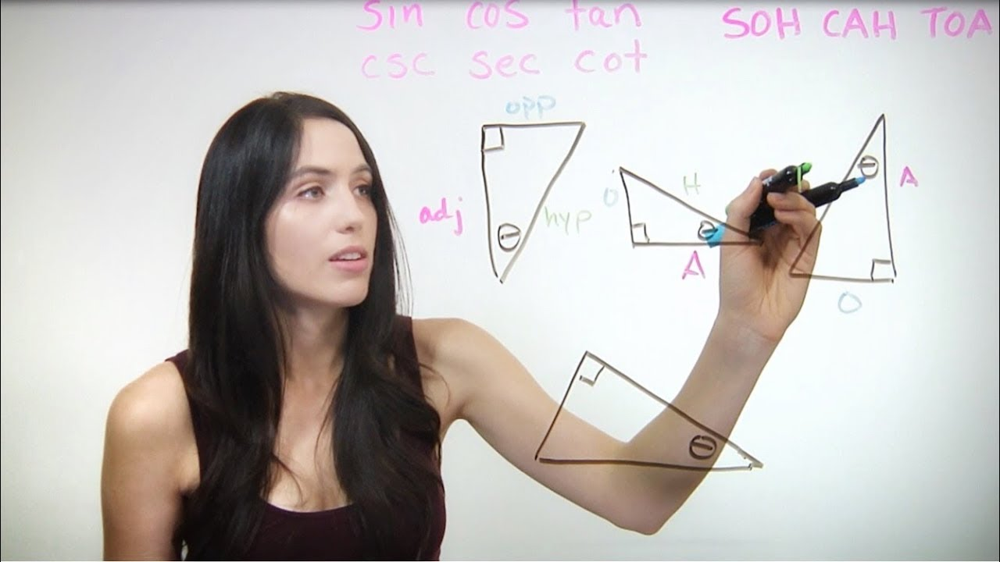 sin cos tan
SOH CAH TOA
csc sec cot
opp
adj
θ
hyp
O
H
θ
A
θ
A
O
θ